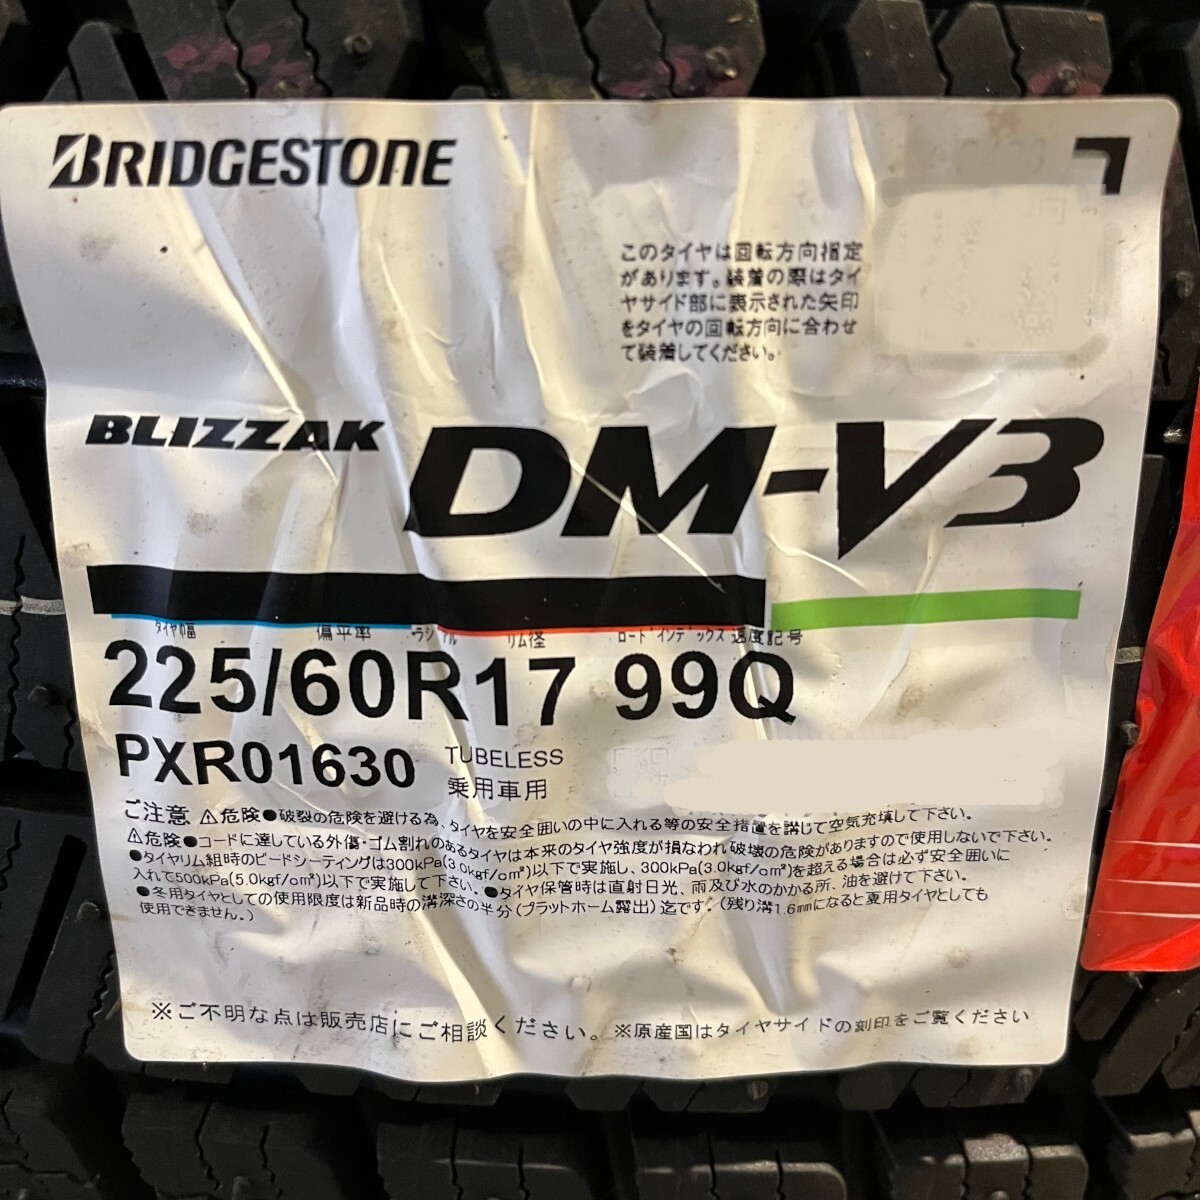 BRIDGESTONE
このタイヤは回転方向指定
があります。装着の際はタイ
ヤサイド部に表示された矢印
をタイヤの回転方向に合わせ
て装着してください。
BLIZZAK DM-V3
タイヤ幅 偏平率 ラジアル リム径 ロードインデックス 速度記号
225/60R17 99Q
PXR01630 TUBELESS
乗用車用
ご注意 ⚠危険●破裂の危険を避ける為、タイヤを安全囲いの中に入れる等の安全措置を講じて空気充填して下さい。
⚠危険●コードに達している外傷・ゴム割れのあるタイヤは本来のタイヤ強度が損なわれ破壊の危険がありますので使用しないで下さい。
●タイヤリム組時のビードシーティングは300kPa(3.0kgf/cm²)以下で実施し、300kPa(3.0kgf/cm²)を超える場合は必ず安全囲いに
入れて500kPa(5.0kgf/cm²)以下で実施して下さい。●タイヤ保管時は直射日光、雨及び水のかかる所、油を避けて下さい。
●冬用タイヤとしての使用限度は新品時の溝深さの半分(プラットホーム露出)迄です。(残り溝1.6mmになると夏用タイヤとしても
使用できません。)
※ご不明な点は販売店にご相談ください。※原産国はタイヤサイドの刻印をご覧ください